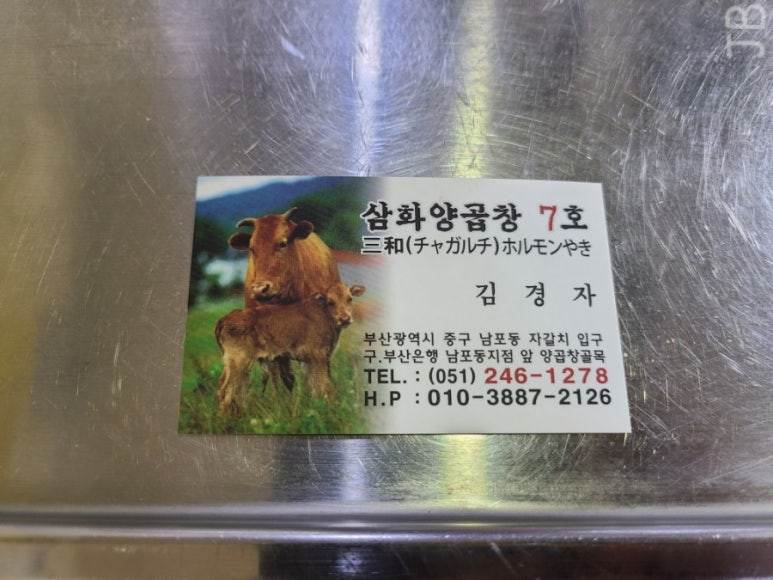 JB
삼화양곱창 7호
三和(チャガルチ)ホルモンやき
김 경 자
부산광역시 중구 남포동 자갈치 입구
구.부산은행 남포동지점 앞 양곱창골목
TEL. : (051) 246-1278
H.P : 010-3887-2126